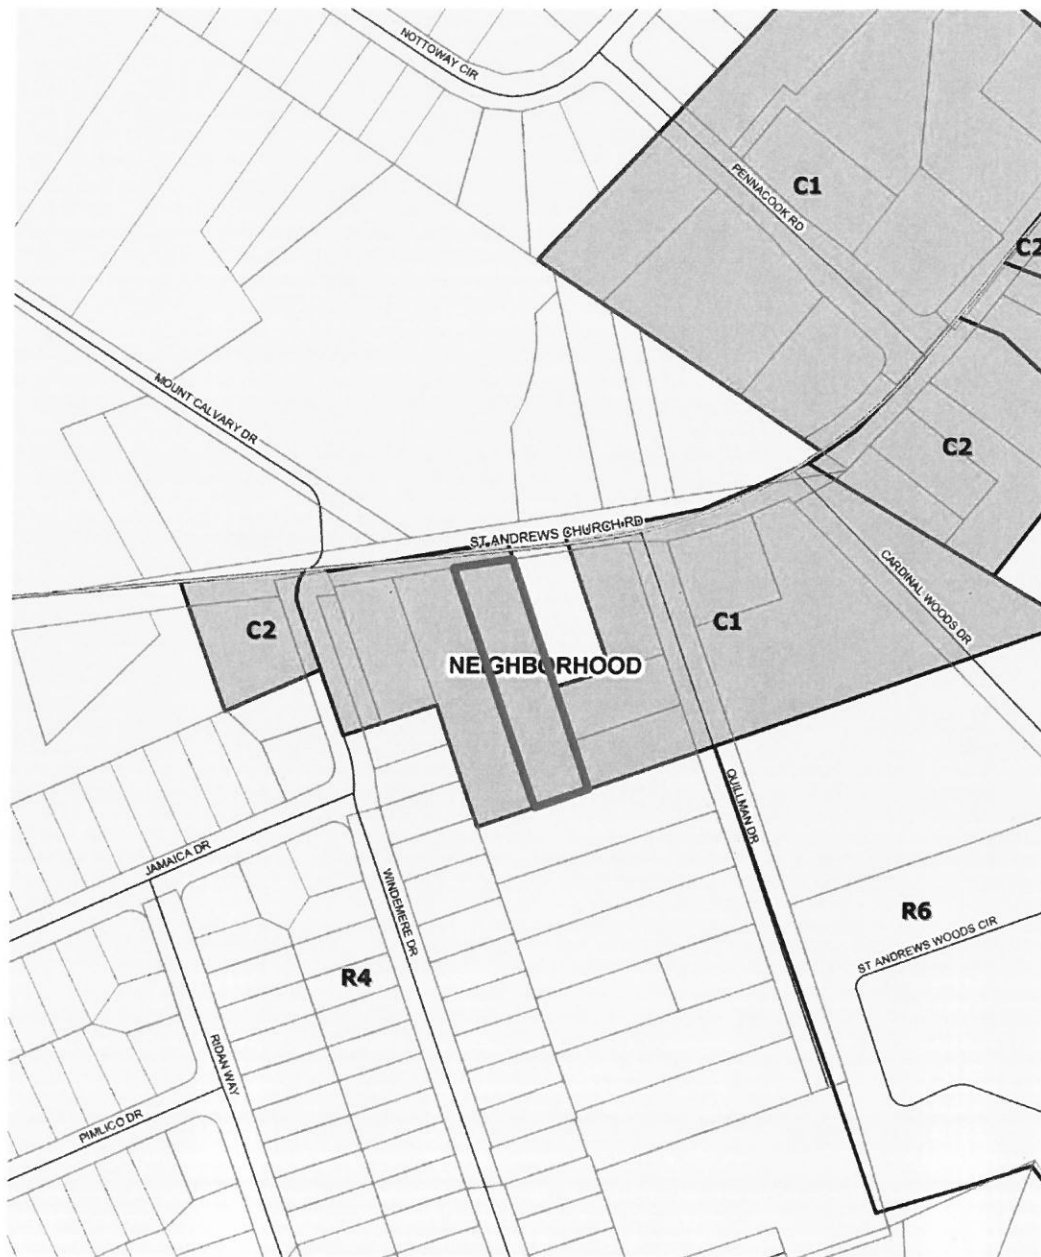 NOTTOWAY CIR
PENNACOOK RD
C1
C2
MOUNT CALVARY DR
C2
ST ANDREWS CHURCH RD
CARDINAL WOODS DR
C2
C1
NEIGHBORHOOD
QUILLMAN DR
JAMAICA DR
WINDEMERE DR
R6
ST ANDREWS WOODS CIR
R4
RIDAN WAY
PIMLICO DR